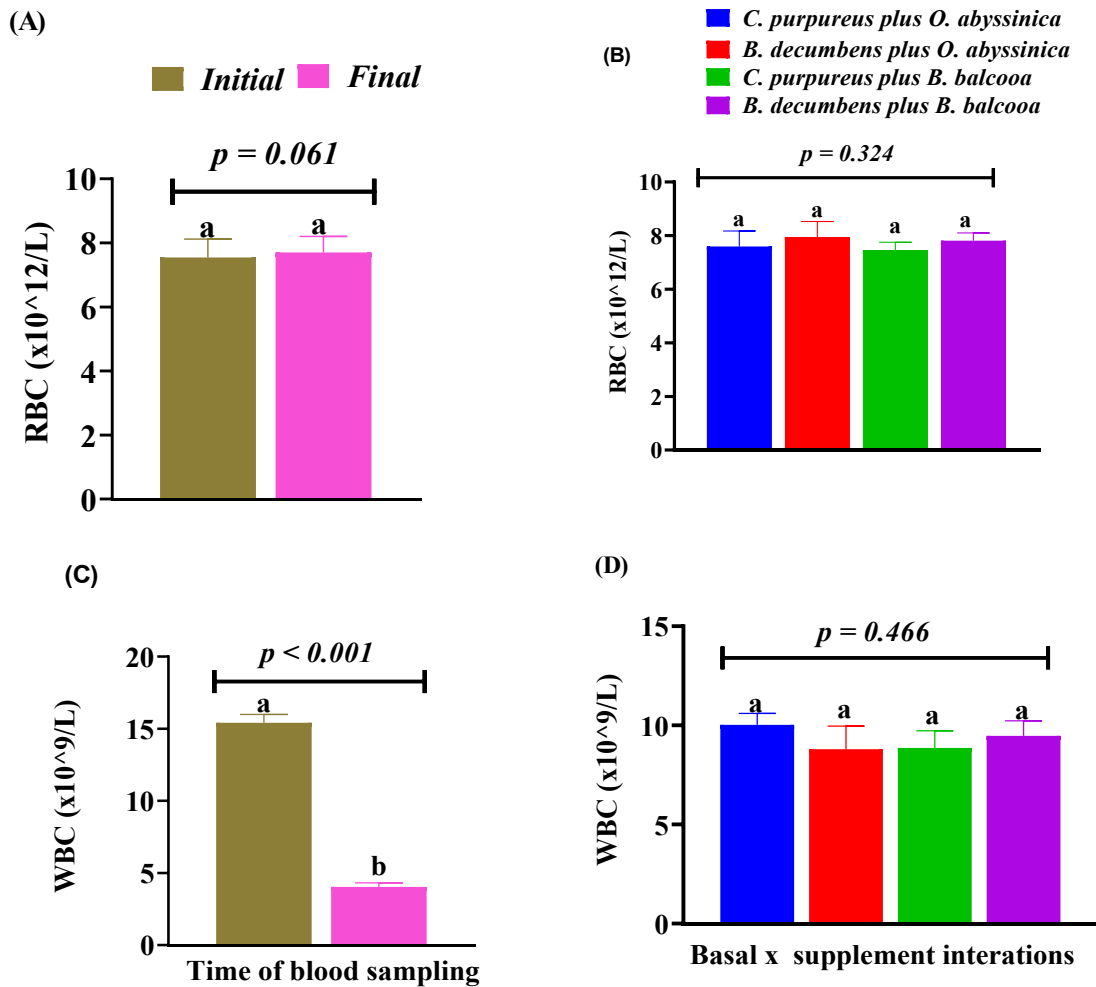 (A)
Initial Final
p = 0.061
10
8
6
4
2
0
RBC (x10^12/L)
a a
(B)
C. purpureus plus O. abyssinica
B. decumbens plus O. abyssinica
C. purpureus plus B. balcooa
B. decumbens plus B. balcooa
p = 0.324
10
8
6
4
2
0
RBC (x10^12/L)
a a a a
(C)
p < 0.001
20
15
10
5
0
WBC (x10^9/L)
a b
Time of blood sampling
(D)
p = 0.466
15
10
5
0
WBC (x10^9/L)
a a a a
Basal x supplement interations